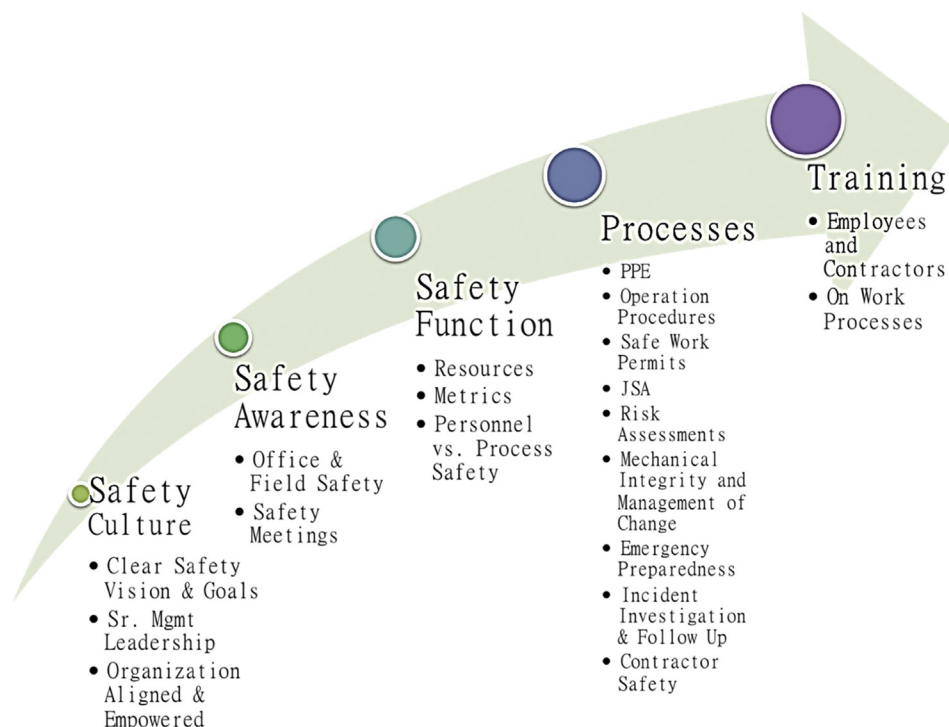 Safety
Culture
• Clear Safety
Vision & Goals
• Sr. Mgmt
Leadership
• Organization
Aligned &
Empowered
Safety
Awareness
• Office &
Field Safety
• Safety
Meetings
Safety
Function
• Resources
• Metrics
• Personnel
vs. Process
Safety
Processes
• PPE
• Operation
Procedures
• Safe Work
Permits
• JSA
• Risk
Assessments
• Mechanical
Integrity and
Management of
Change
• Emergency
Preparedness
• Incident
Investigation
& Follow Up
• Contractor
Safety
Training
• Employees
and
Contractors
• On Work
Processes